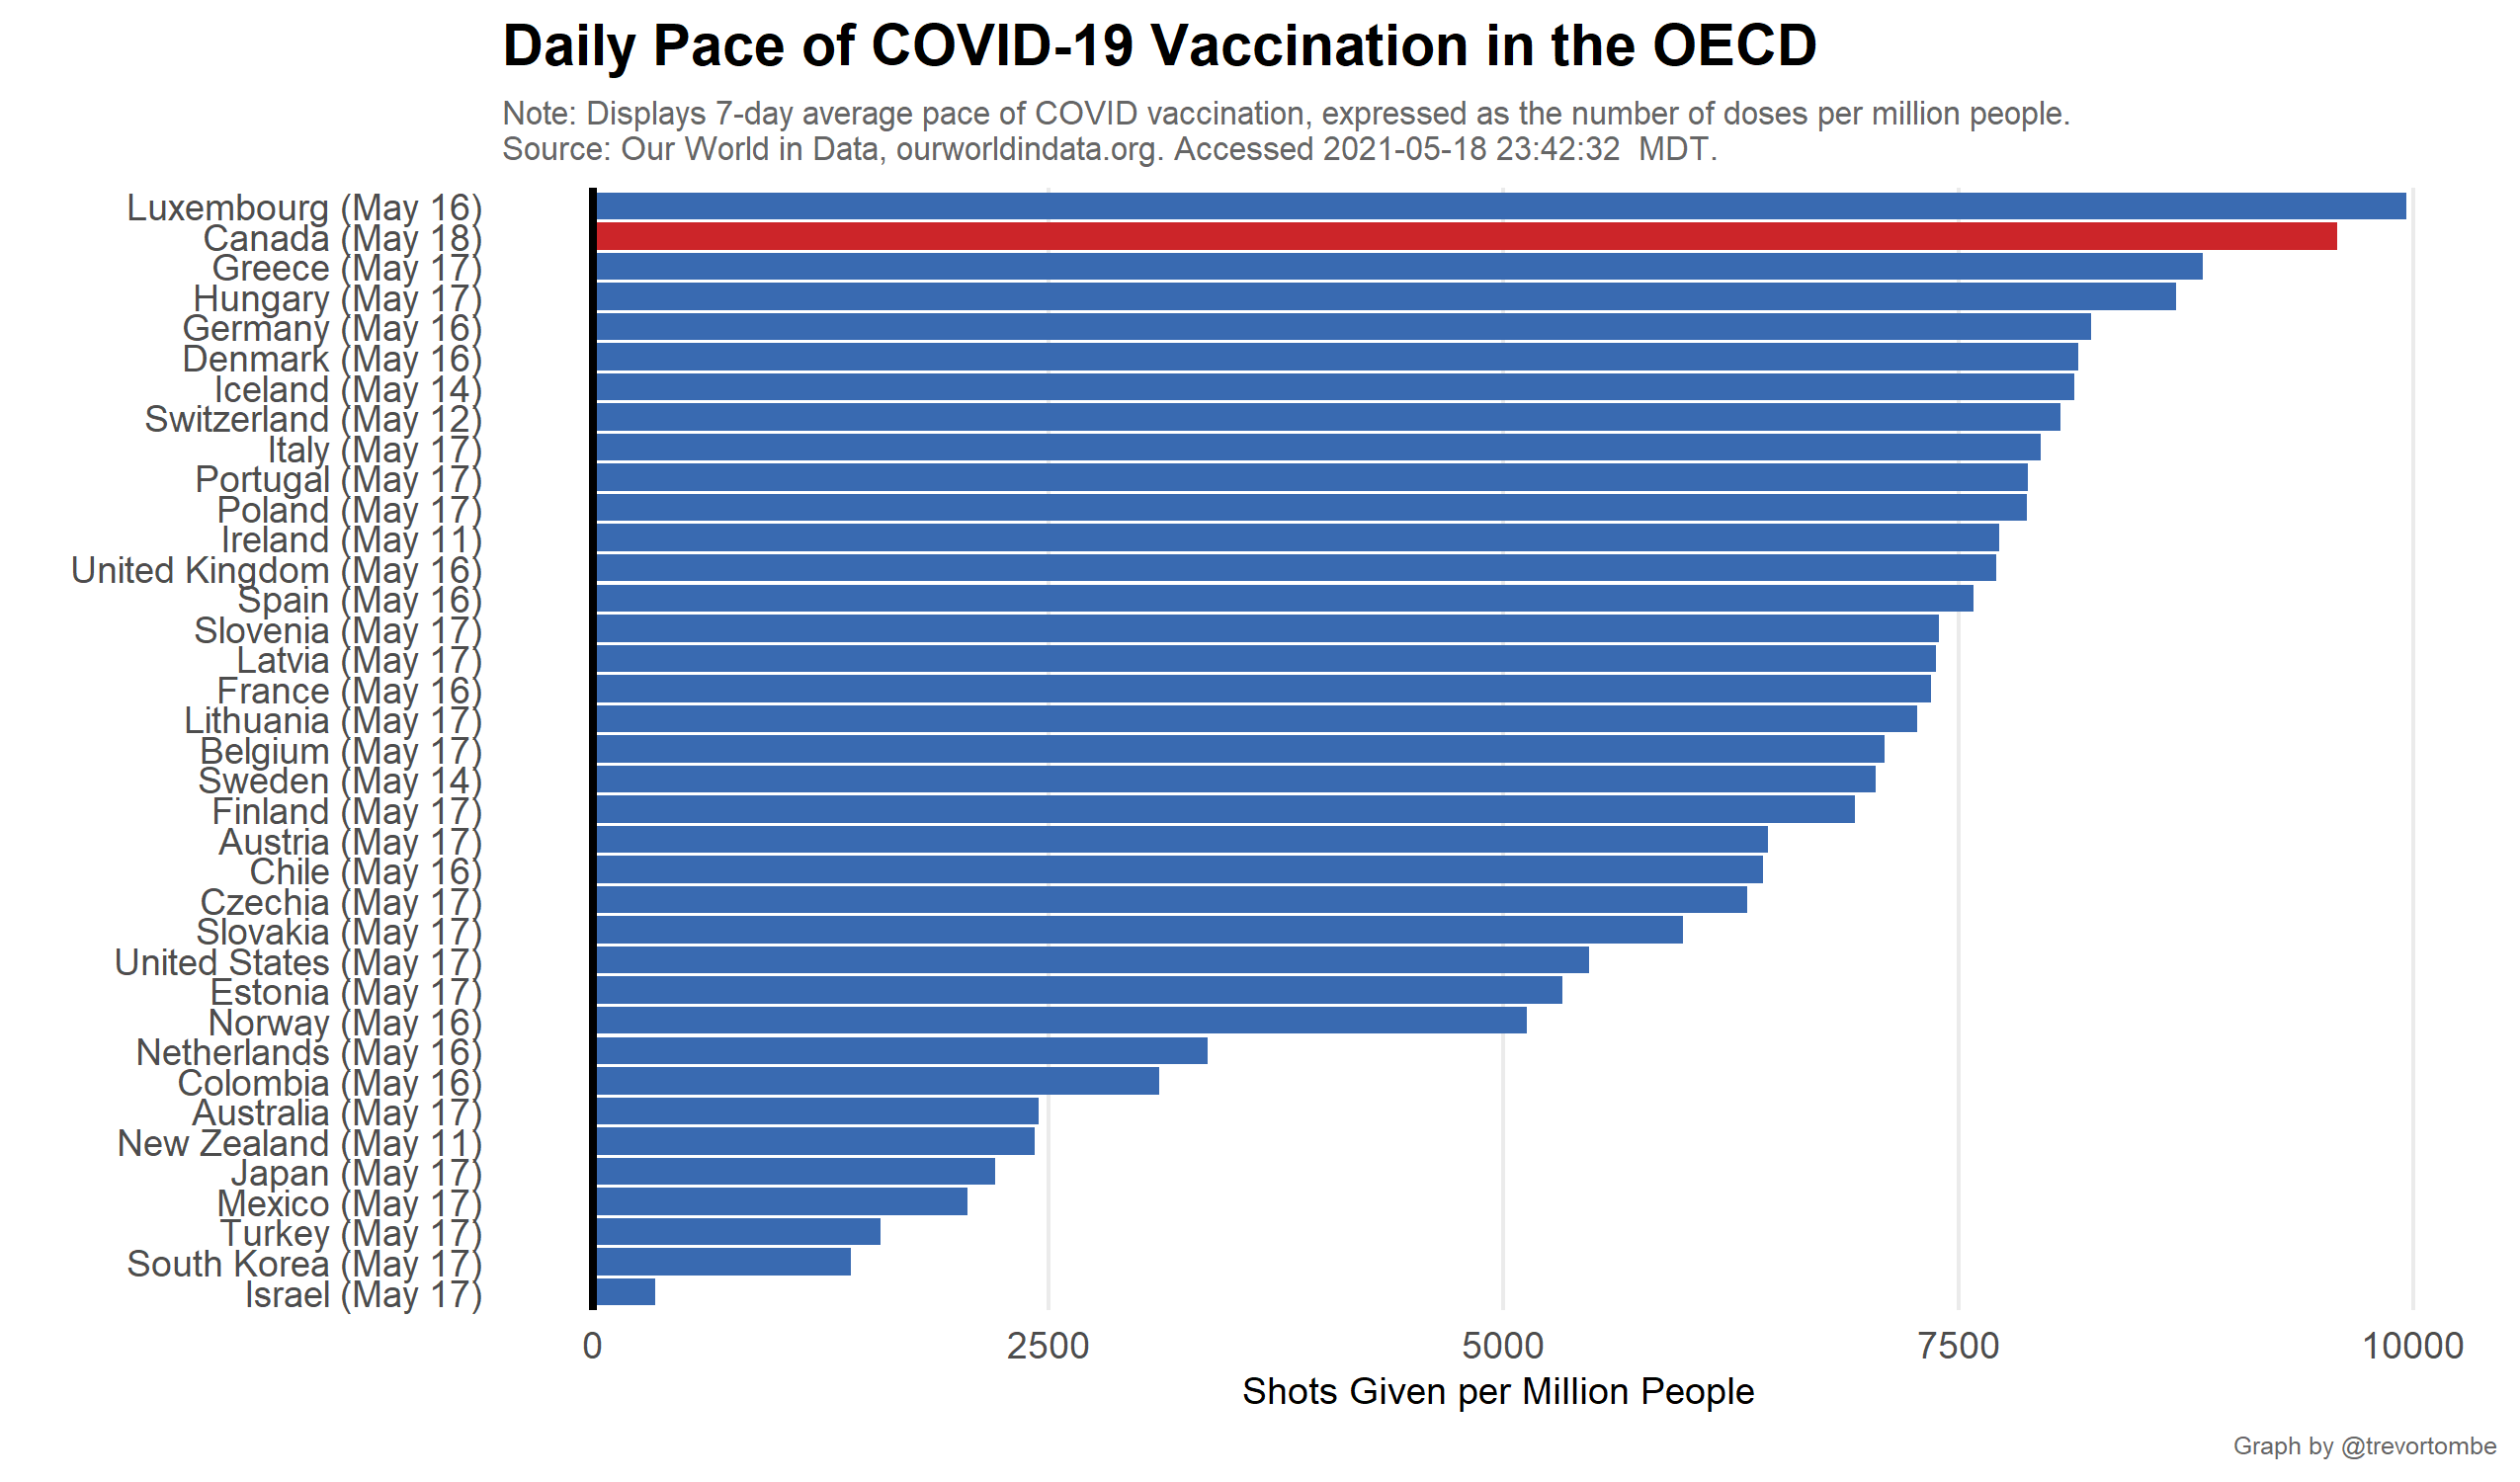 Daily Pace of COVID-19 Vaccination in the OECD
Note: Displays 7-day average pace of COVID vaccination, expressed as the number of doses per million people.
Source: Our World in Data, ourworldindata.org. Accessed 2021-05-18 23:42:32  MDT.
Luxembourg (May 16)
Canada (May 18)
Greece (May 17)
Hungary (May 17)
Germany (May 16)
Denmark (May 16)
Iceland (May 14)
Switzerland (May 12)
Italy (May 17)
Portugal (May 17)
Poland (May 17)
Ireland (May 11)
United Kingdom (May 16)
Spain (May 16)
Slovenia (May 17)
Latvia (May 17)
France (May 16)
Lithuania (May 17)
Belgium (May 17)
Sweden (May 14)
Finland (May 17)
Austria (May 17)
Chile (May 16)
Czechia (May 17)
Slovakia (May 17)
United States (May 17)
Estonia (May 17)
Norway (May 16)
Netherlands (May 16)
Colombia (May 16)
Australia (May 17)
New Zealand (May 11)
Japan (May 17)
Mexico (May 17)
Turkey (May 17)
South Korea (May 17)
Israel (May 17)
0 2500 5000 7500 10000
Shots Given per Million People
Graph by @trevortombe